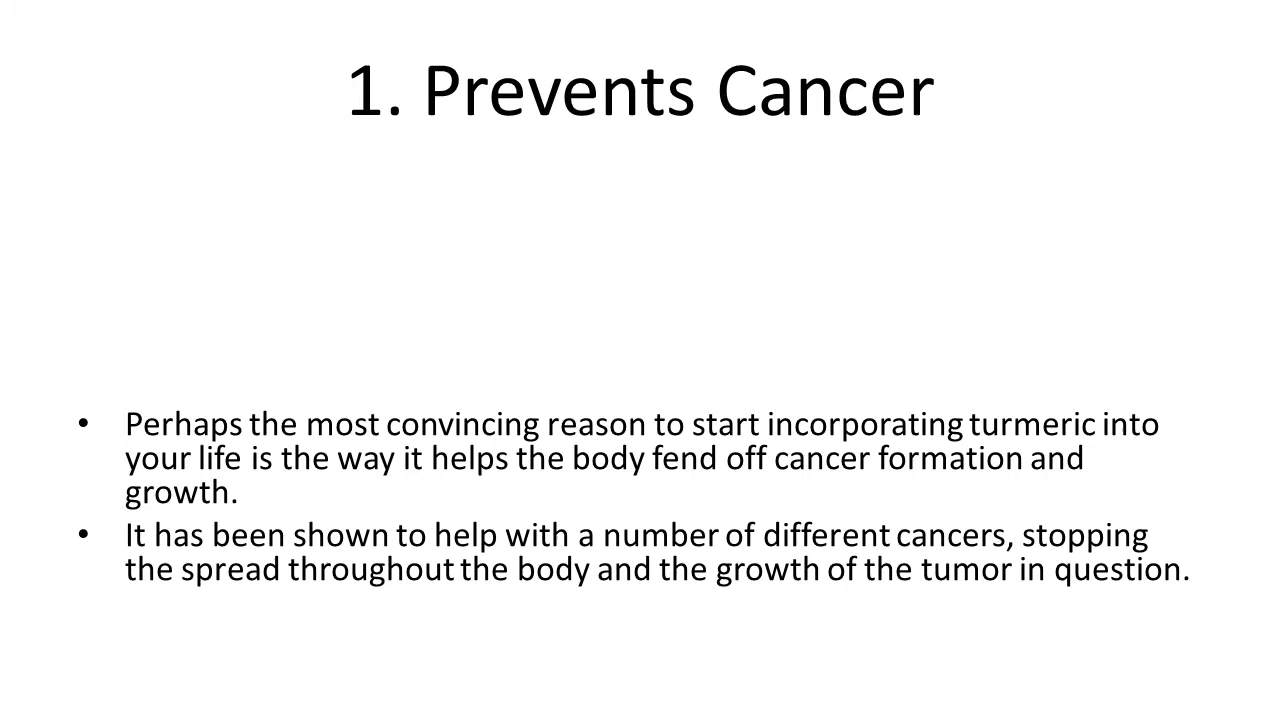 1. Prevents Cancer
• Perhaps the most convincing reason to start incorporating turmeric into
your life is the way it helps the body fend off cancer formation and
growth.
• It has been shown to help with a number of different cancers, stopping
the spread throughout the body and the growth of the tumor in question.